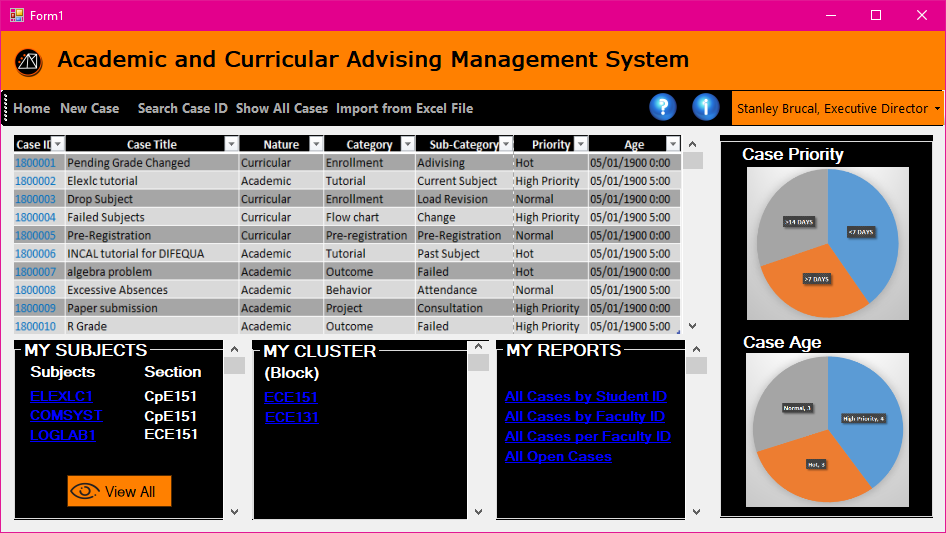 Form1
Academic and Curricular Advising Management System
Home New Case Search Case ID Show All Cases Import from Excel File ? i Stanley Brucal, Executive Director
Case ID Case Title Nature Category Sub-Category Priority Age
1800001 Pending Grade Changed Curricular Enrollment Adivising Hot 05/01/1900 0:00
1800002 Elexlc tutorial Academic Tutorial Current Subject High Priority 05/01/1900 5:00
1800003 Drop Subject Curricular Enrollment Load Revision Normal 05/01/1900 0:00
1800004 Failed Subjects Curricular Flow chart Change High Priority 05/01/1900 5:00
1800005 Pre-Registration Curricular Pre-registration Pre-Registration Normal 05/01/1900 0:00
1800006 INCAL tutorial for DIFEQUA Academic Tutorial Past Subject Hot 05/01/1900 5:00
1800007 algebra problem Academic Outcome Failed Hot 05/01/1900 0:00
1800008 Excessive Absences Academic Behavior Attendance Normal 05/01/1900 5:00
1800009 Paper submission Academic Project Consultation High Priority 05/01/1900 0:00
1800010 R Grade Academic Outcome Failed High Priority 05/01/1900 5:00
MY SUBJECTS
Subjects Section
ELEXLC1 CpE151
COMSYST CpE151
LOGLAB1 ECE151
View All
MY CLUSTER
(Block)
ECE151
ECE131
MY REPORTS
All Cases by Student ID
All Cases by Faculty ID
All Cases per Faculty ID
All Open Cases
Case Priority
>14 DAYS
<7 DAYS
>7 DAYS
Case Age
Normal, 3
High Priority, 4
Hot, 3